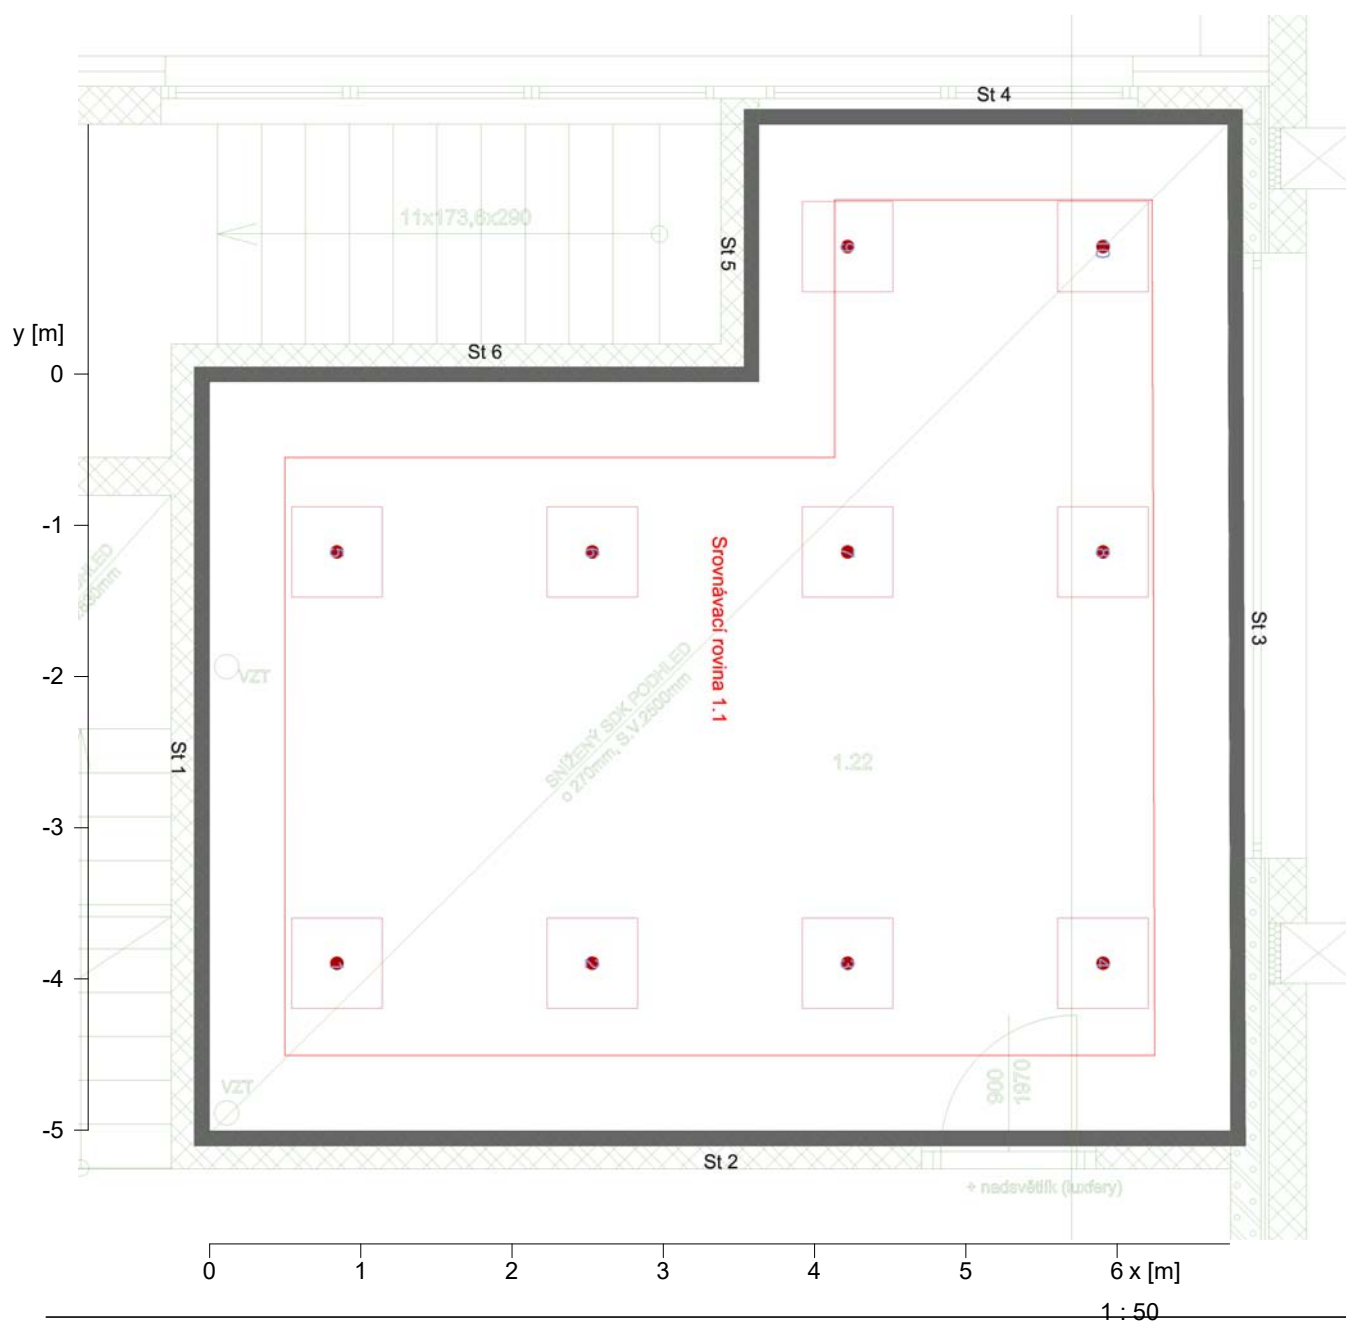 St 4
11x173,6x290
St 5
y [m]
St 6
0
-1
Srovnávací rovina 1.1
St 3
-2
VZT
SNÍŽENÝ SDK PODHLED
o 270mm, S.V.2500mm
St 1
1.22
-3
-4
900
1970
VZT
-5
St 2
+ nadsvětlík (luxfery)
0 1 2 3 4 5 6 x [m]
1 : 50